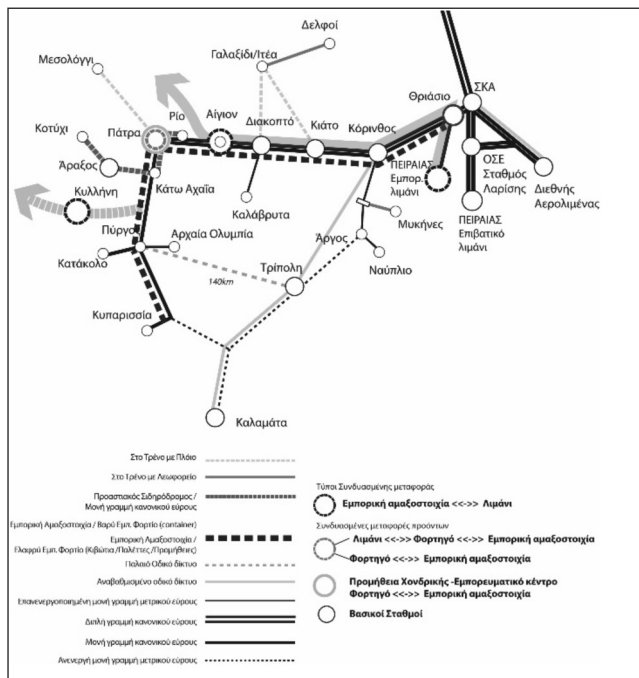 Δελφοί
Γαλαξίδι/Ιτέα
Μεσολόγγι
ΣΚΑ
Θριάσιο
Κοτύχι
Πάτρα
Ρίο
Αίγιον
Διακοπτό
Κιάτο
Κόρινθος
Άραξος
ΠΕΙΡΑΙΑΣ
Εμπορ.
λιμάνι
ΟΣΕ
Σταθμός
Λαρίσης
Διεθνής
Αερολιμένας
Κυλλήνη
Κάτω Αχαΐα
Καλάβρυτα
ΠΕΙΡΑΙΑΣ
Επιβατικό
λιμάνι
Πύργο
Αρχαία Ολυμπία
Μυκήνες
Άργος
Κατάκολο
Τρίπολη
Ναύπλιο
140km
Κυπαρισσία
Καλαμάτα
Στο Τρένο με Πλόιο
Στο Τρένο με Λεωφορείο
Προαστιακός Σιδηρόδρομος /
Μονή γραμμή κανονικού εύρους
Εμπορική Αμαξοστοιχία / Βαρύ Εμπ. Φορτίο (container)
Εμπορική Αμαξοστοιχία /
Ελαφρύ Εμπ. Φορτίο (Κιβώτια /Παλέττες /Προμήθειες)
Παλαιό Οδικό δίκτυο
Αναβαθμισμένο οδικό δίκτυο
Επανενεργοποιημένη μονή γραμμή μετρικού εύρους
Διπλή γραμμή κανονικού εύρους
Μονή γραμμή κανονικού εύρους
Ανενεργή μονή γραμμή μετρικού εύρους
Τύποι Συνδυασμένης μεταφοράς
Εμπορική αμαξοστοιχία <<->> Λιμάνι
Συνδυασμένες μεταφορές προιόντων
Λιμάνι <<->> Φορτηγό <<->> Εμπορική αμαξοστοιχία
Φορτηγό <<->> Εμπορική αμαξοστοιχία
Προμήθεια Χονδρικής -Εμπορευματικό κέντρο
Φορτηγό <<->> Εμπορική αμαξοστοιχία
Βασικοί Σταθμοί